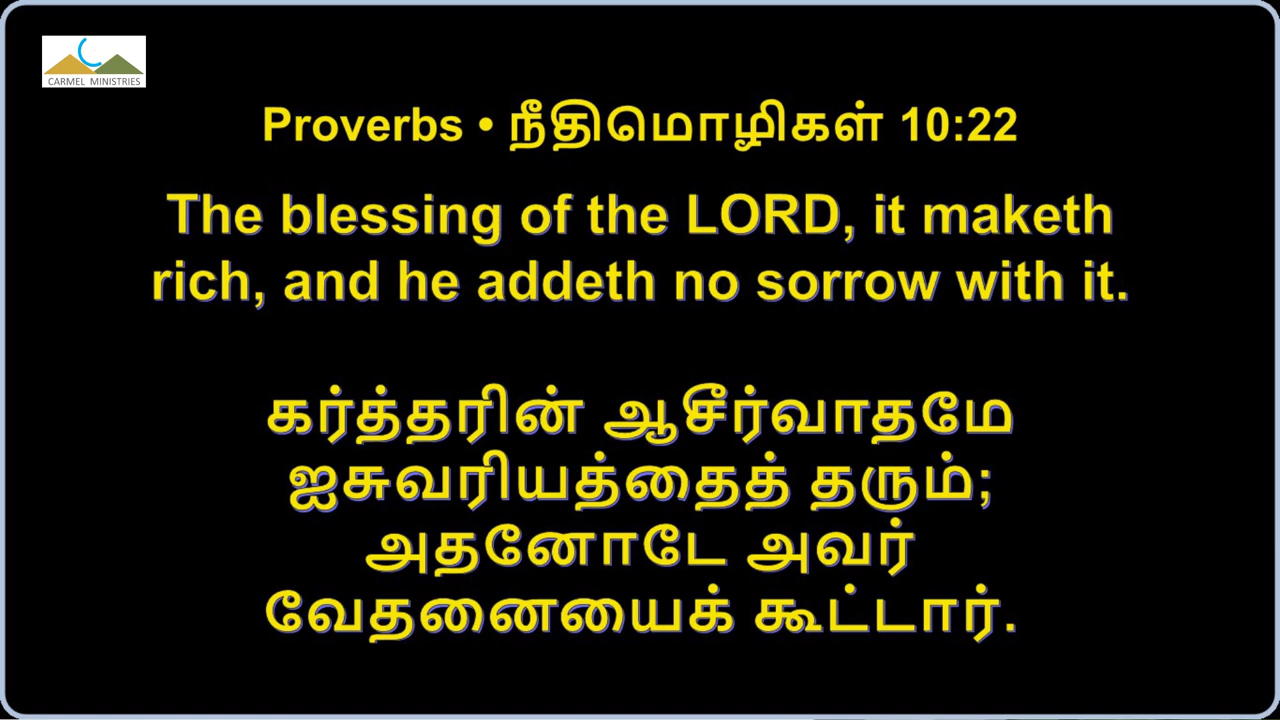 CARMEL MINISTRIES
Proverbs • நீதிமொழிகள் 10:22
The blessing of the LORD, it maketh
rich, and he addeth no sorrow with it.
கர்த்தரின் ஆசீர்வாதமே
ஐசுவரியத்தைத் தரும்;
அதனோடே அவர்
வேதனையைக் கூட்டார்.